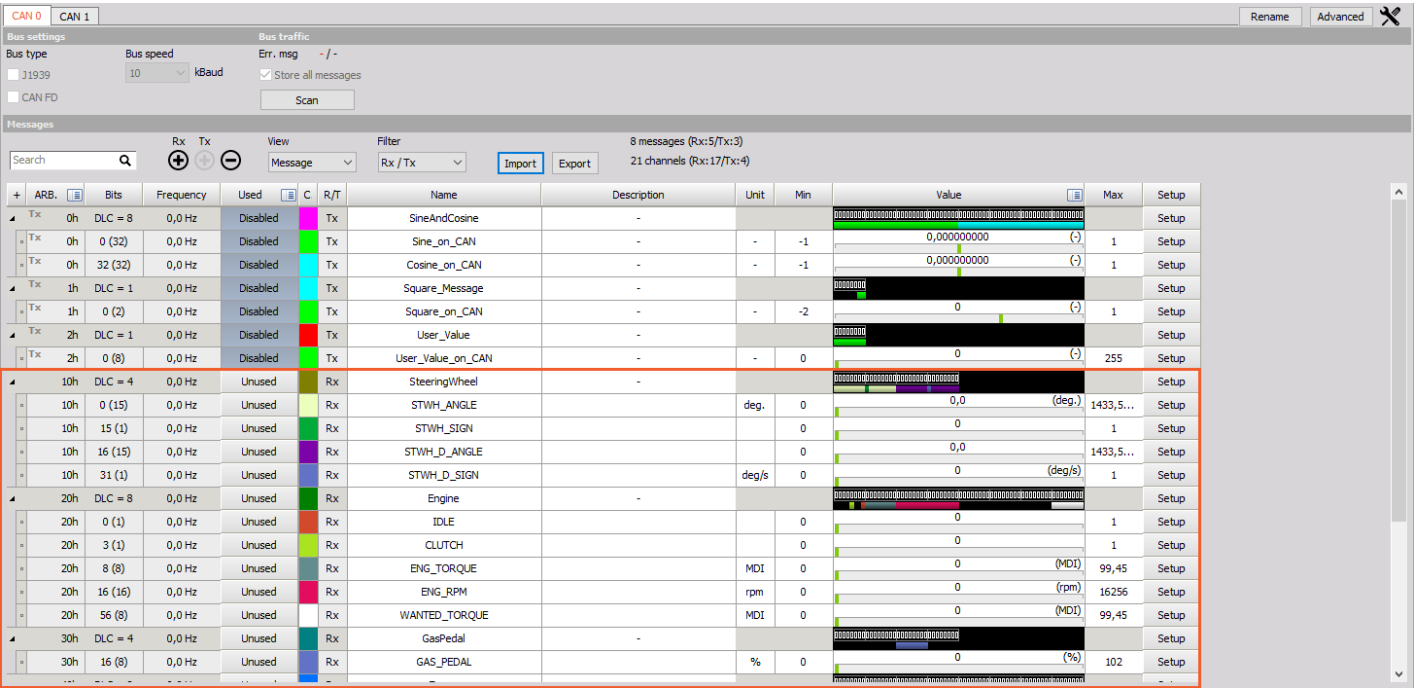 CAN 0 CAN 1 Rename Advanced
Bus settings Bus traffic
Bus type Bus speed Err. msg - / -
J1939 10 kBaud Store all messages
CAN FD Scan
Messages
Rx Tx View Filter 8 messages (Rx:5/Tx:3)
Search Message Rx / Tx Import Export 21 channels (Rx:17/Tx:4)
+ ARB. Bits Frequency Used C R/T Name Description Unit Min Value Max Setup
Tx 0h DLC = 8 0,0 Hz Disabled Tx SineAndCosine - Setup
Tx 0h 0 (32) 0,0 Hz Disabled Tx Sine_on_CAN - - -1 0,000000000 (-) 1 Setup
Tx 0h 32 (32) 0,0 Hz Disabled Tx Cosine_on_CAN - - -1 0,000000000 (-) 1 Setup
Tx 1h DLC = 1 0,0 Hz Disabled Tx Square_Message - Setup
Tx 1h 0 (2) 0,0 Hz Disabled Tx Square_on_CAN - - -2 0 (-) 1 Setup
Tx 2h DLC = 1 0,0 Hz Disabled Tx User_Value - Setup
Tx 2h 0 (8) 0,0 Hz Disabled Tx User_Value_on_CAN - - 0 0 (-) 255 Setup
10h DLC = 4 0,0 Hz Unused Rx SteeringWheel - Setup
10h 0 (15) 0,0 Hz Unused Rx STWH_ANGLE deg. 0 0,0 (deg.) 1433,5... Setup
10h 15 (1) 0,0 Hz Unused Rx STWH_SIGN 0 0 1 Setup
10h 16 (15) 0,0 Hz Unused Rx STWH_D_ANGLE 0 0,0 1433,5... Setup
10h 31 (1) 0,0 Hz Unused Rx STWH_D_SIGN deg/s 0 0 (deg/s) 1 Setup
20h DLC = 8 0,0 Hz Unused Rx Engine - Setup
20h 0 (1) 0,0 Hz Unused Rx IDLE 0 0 1 Setup
20h 3 (1) 0,0 Hz Unused Rx CLUTCH 0 0 1 Setup
20h 8 (8) 0,0 Hz Unused Rx ENG_TORQUE MDI 0 0 (MDI) 99,45 Setup
20h 16 (16) 0,0 Hz Unused Rx ENG_RPM rpm 0 0 (rpm) 16256 Setup
20h 56 (8) 0,0 Hz Unused Rx WANTED_TORQUE MDI 0 0 (MDI) 99,45 Setup
30h DLC = 4 0,0 Hz Unused Rx GasPedal - Setup
30h 16 (8) 0,0 Hz Unused Rx GAS_PEDAL % 0 0 (%) 102 Setup